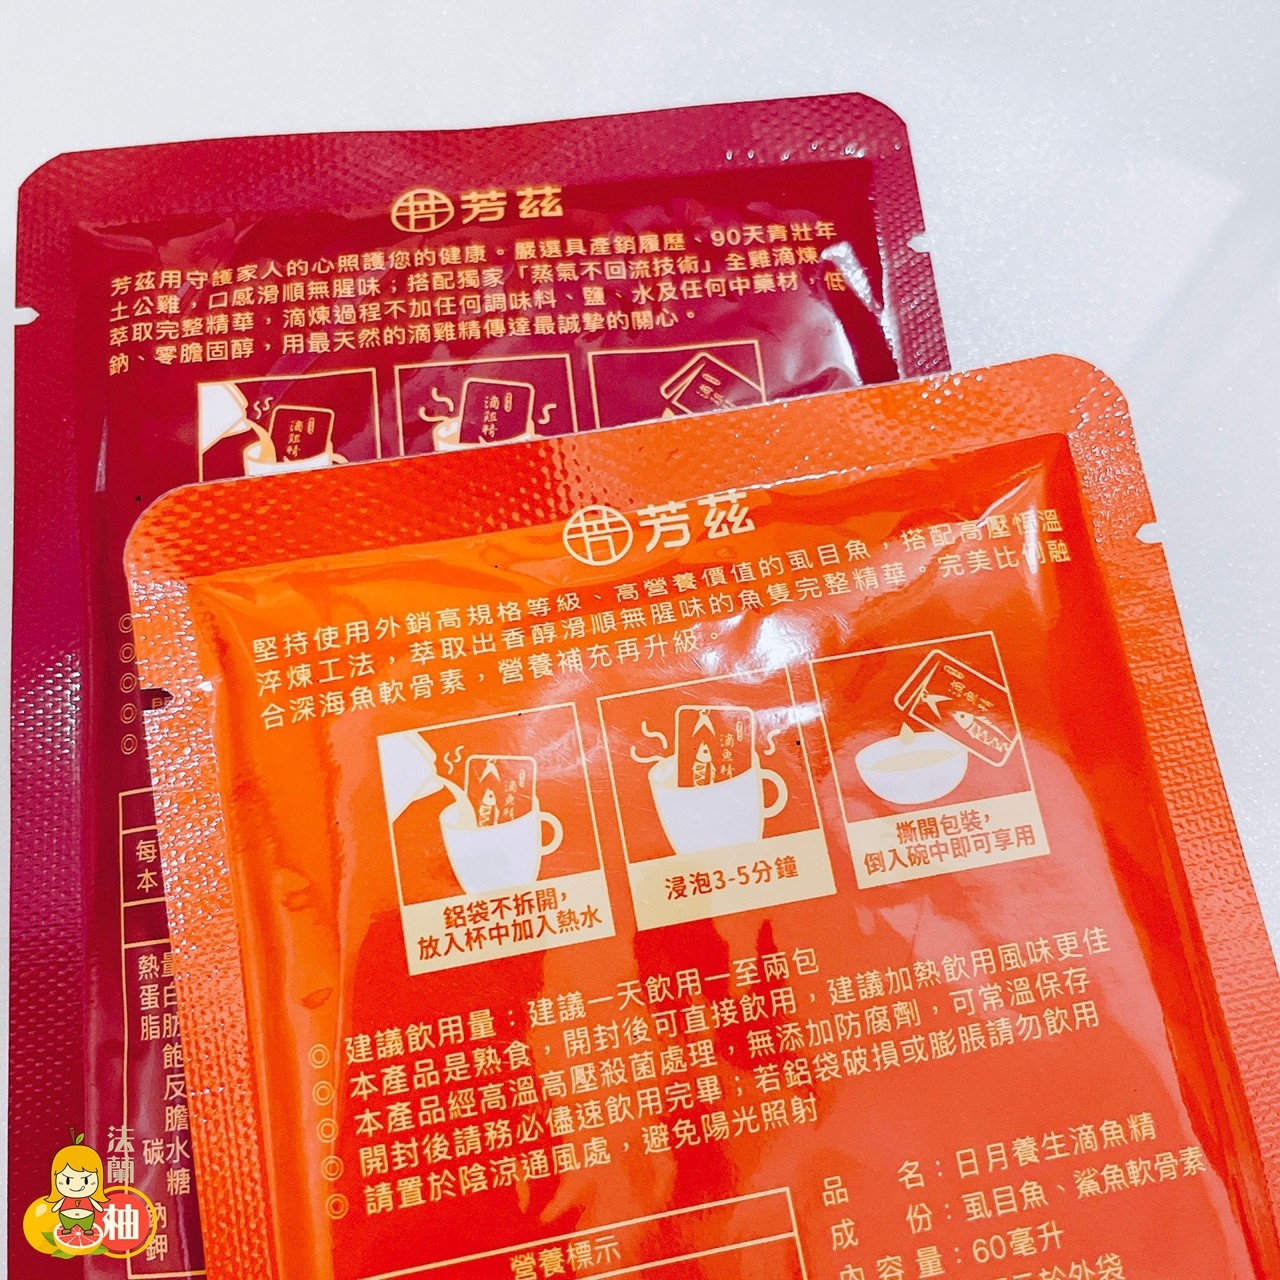 芳茲
芳茲用守護家人的心照護您的健康。嚴選具產銷履歷、90天青壯年
土公雞，口感滑順無腥味；搭配獨家「蒸氣不回流技術」全雞滴煉，
萃取完整精華，滴煉過程不加任何調味料、鹽、水及任何中藥材，低
鈉、零膽固醇，用最天然的滴雞精傳達最誠摯的關心。
滴雞精
滴雞精
每
本
熱量
蛋白
脂肪
飽
反
膽
碳水
糖
鈉
鉀
芳茲
堅持使用外銷高規格等級、高營養價值的虱目魚，搭配高壓恆溫
淬煉工法，萃取出香醇滑順無腥味的魚隻完整精華。完美比例融
合深海魚軟骨素，營養補充再升級。
滴魚精
滴魚精
鋁袋不拆開，
放入杯中加入熱水
浸泡3-5分鐘
撕開包裝，
倒入碗中即可享用
◎ 建議飲用量：建議一天飲用一至兩包
◎ 本產品是熟食，開封後可直接飲用，建議加熱飲用風味更佳
◎ 本產品經高溫高壓殺菌處理，無添加防腐劑，可常溫保存
◎ 開封後請務必儘速飲用完畢；若鋁袋破損或膨脹請勿飲用
◎ 請置於陰涼通風處，避免陽光照射
營養標示
品　名：日月養生滴魚精
成　份：虱目魚、鯊魚軟骨素
內容量：60毫升
法蘭
柚